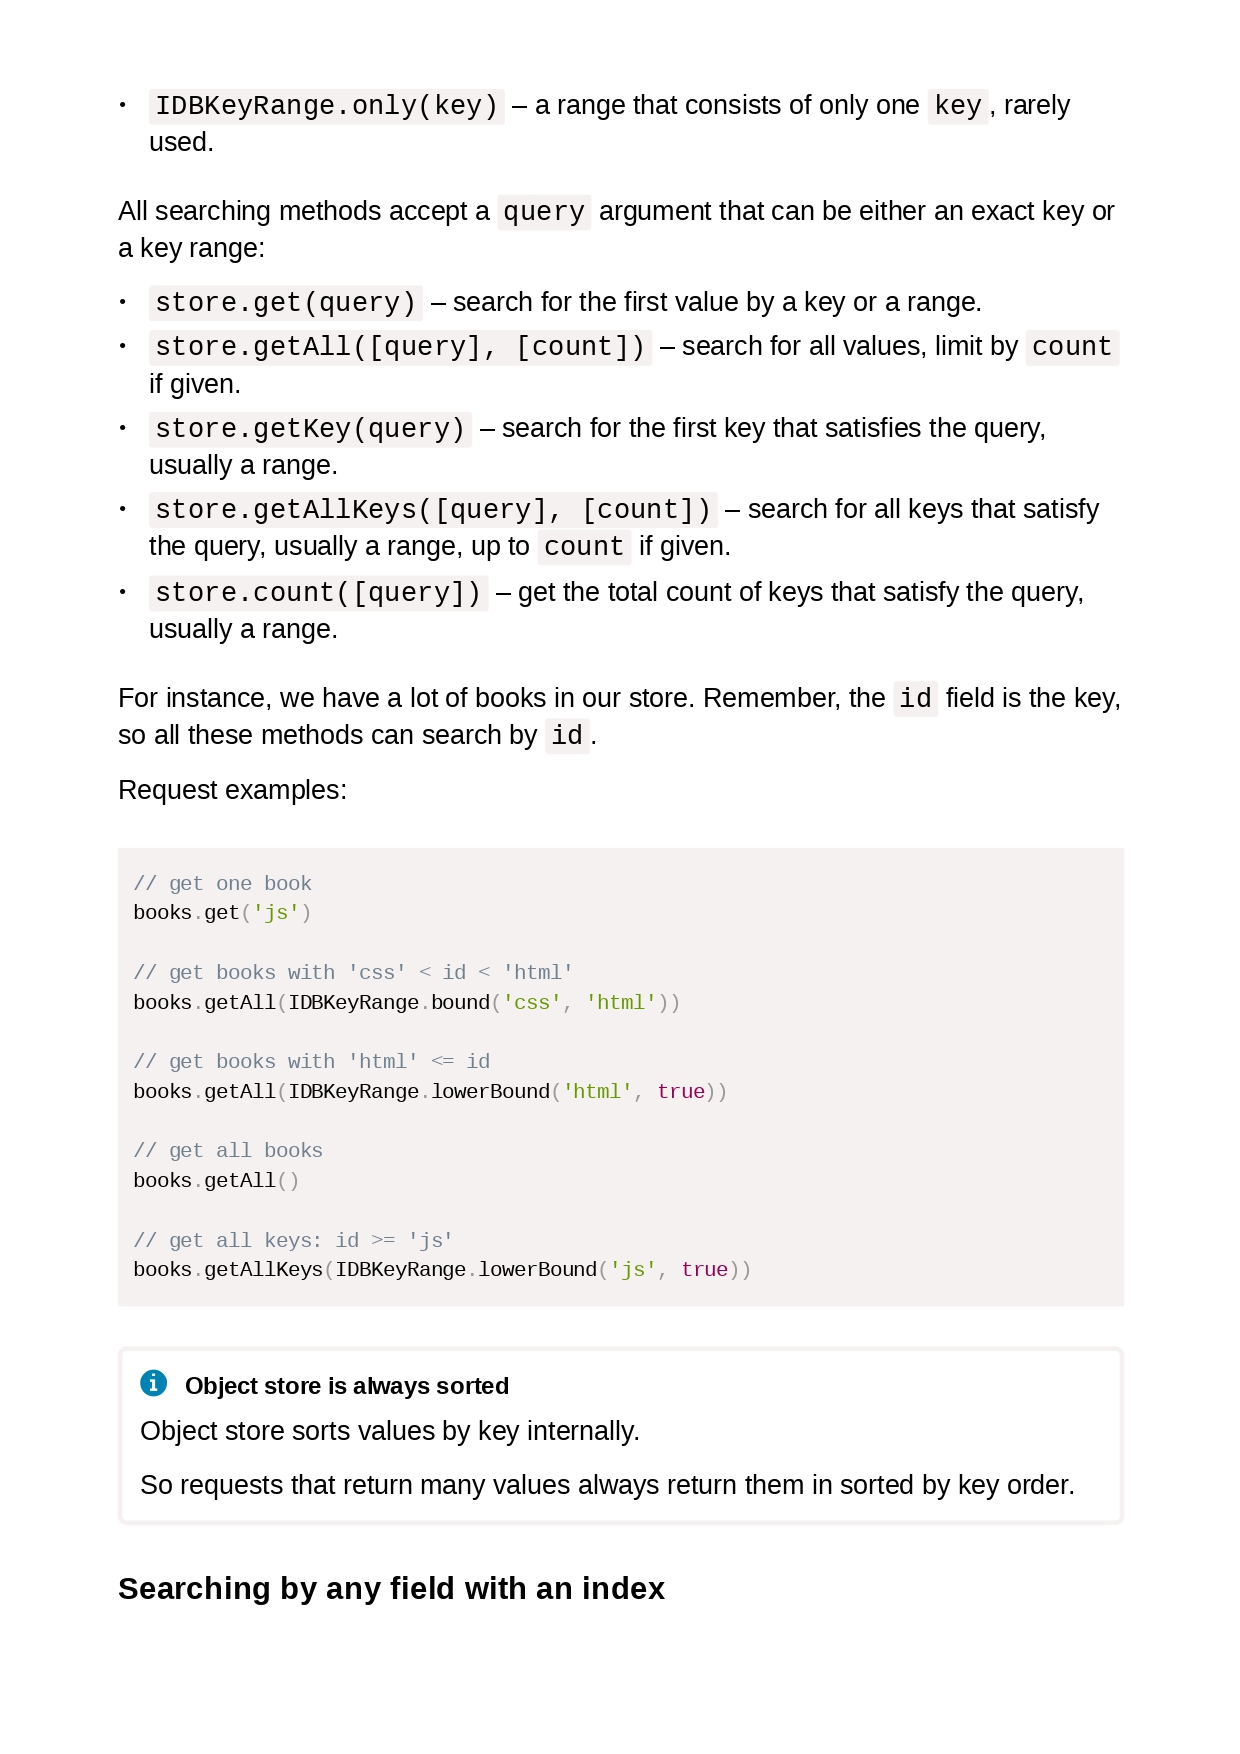 • IDBKeyRange.only(key) – a range that consists of only one key, rarely
used.
All searching methods accept a query argument that can be either an exact key or
a key range:
• store.get(query) – search for the first value by a key or a range.
• store.getAll([query], [count]) – search for all values, limit by count
if given.
• store.getKey(query) – search for the first key that satisfies the query,
usually a range.
• store.getAllKeys([query], [count]) – search for all keys that satisfy
the query, usually a range, up to count if given.
• store.count([query]) – get the total count of keys that satisfy the query,
usually a range.
For instance, we have a lot of books in our store. Remember, the id field is the key,
so all these methods can search by id.
Request examples:
// get one book
books.get('js')
// get books with 'css' < id < 'html'
books.getAll(IDBKeyRange.bound('css', 'html'))
// get books with 'html' <= id
books.getAll(IDBKeyRange.lowerBound('html', true))
// get all books
books.getAll()
// get all keys: id >= 'js'
books.getAllKeys(IDBKeyRange.lowerBound('js', true))
Object store is always sorted
Object store sorts values by key internally.
So requests that return many values always return them in sorted by key order.
Searching by any field with an index